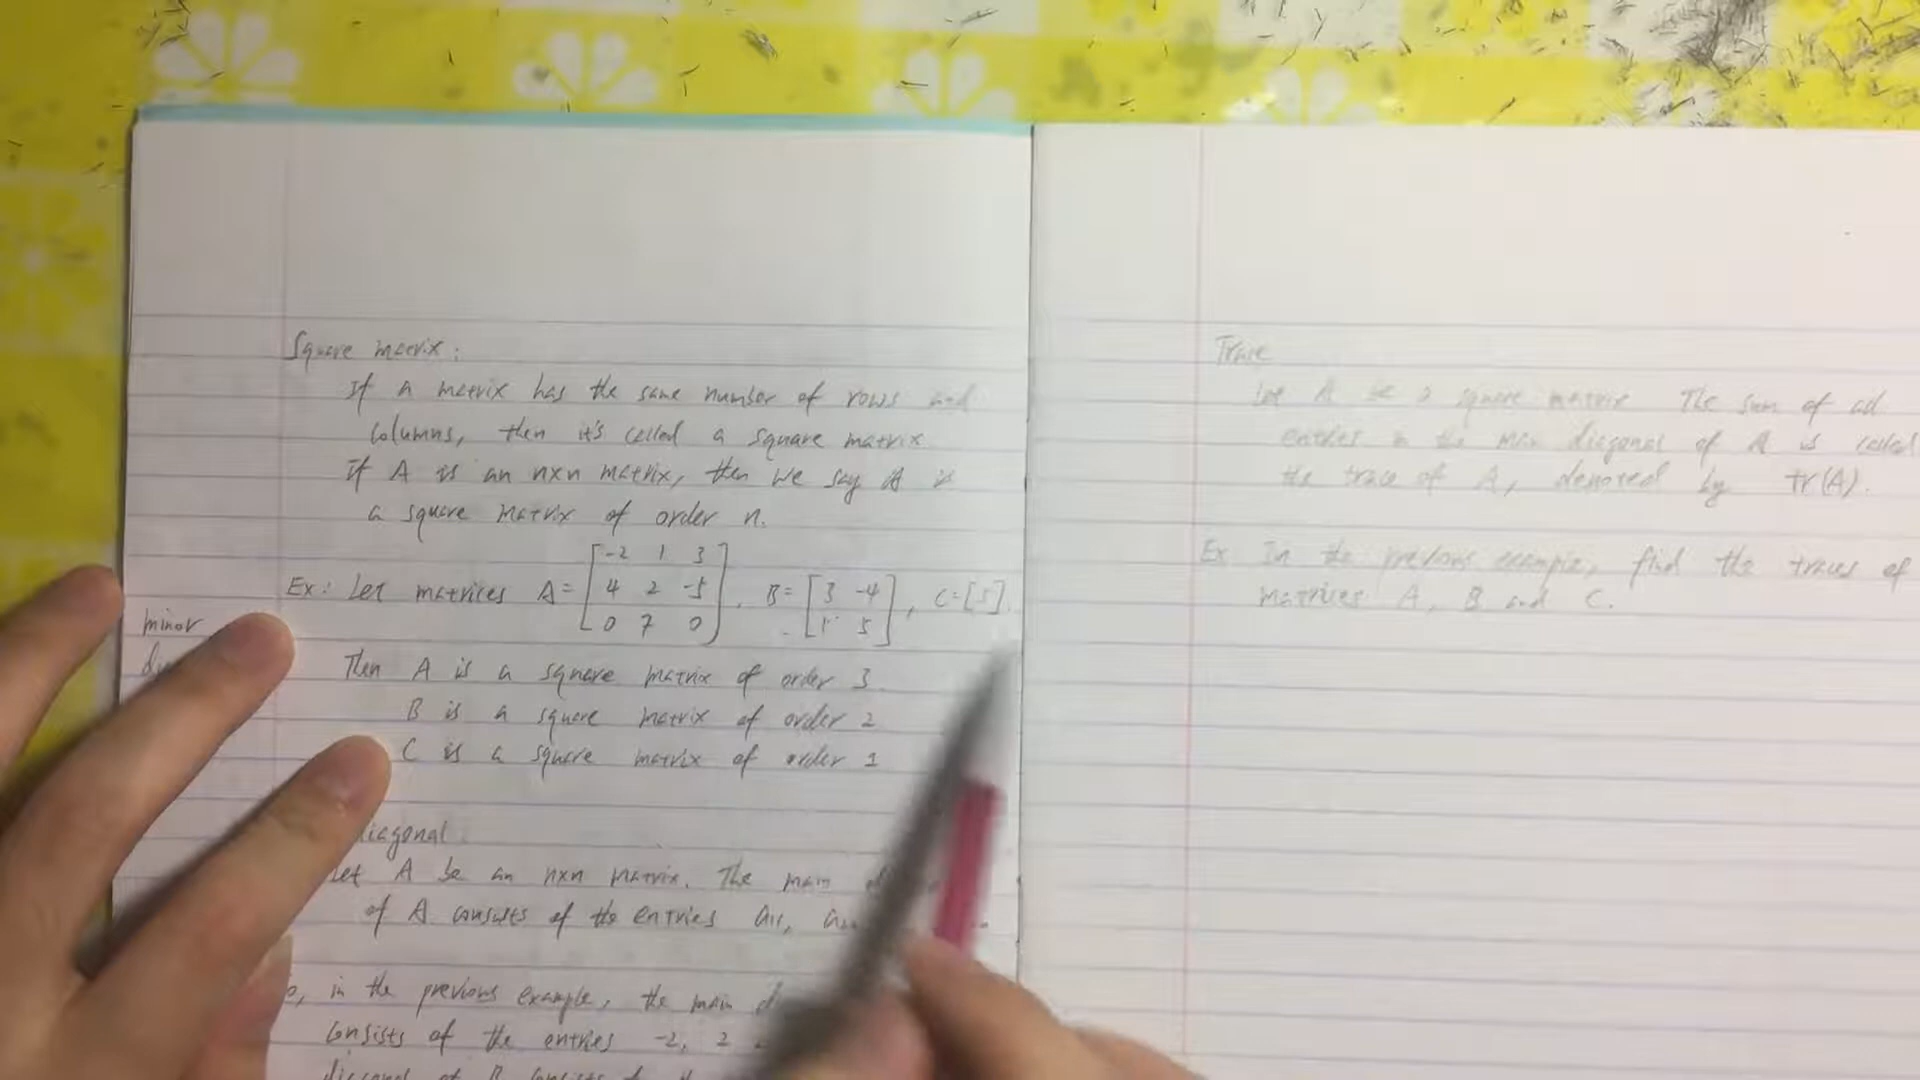 Square matrix:
If a matrix has the same number of rows and
columns, then it's called a square matrix
If A is an nxn matrix, then we say A is
a square matrix of order n.
Ex: Let matrices A = [-2 1 3
4 2 -5
0 7 0], B = [3 -4
1 5], C = [5].
minor
Then A is a square matrix of order 3
B is a square matrix of order 2
C is a square matrix of order 1
diagonal
Let A be an nxn matrix. The main
of A consists of the entries a11,
in the previous example, the main
consists of the entries -2, 2
diagonal of B consists
Trace
Let A be a square matrix The sum of all
entries in the main diagonal of A is called
the trace of A, denoted by tr(A).
Ex In the previous example, find the traces of
matrices A, B and C.